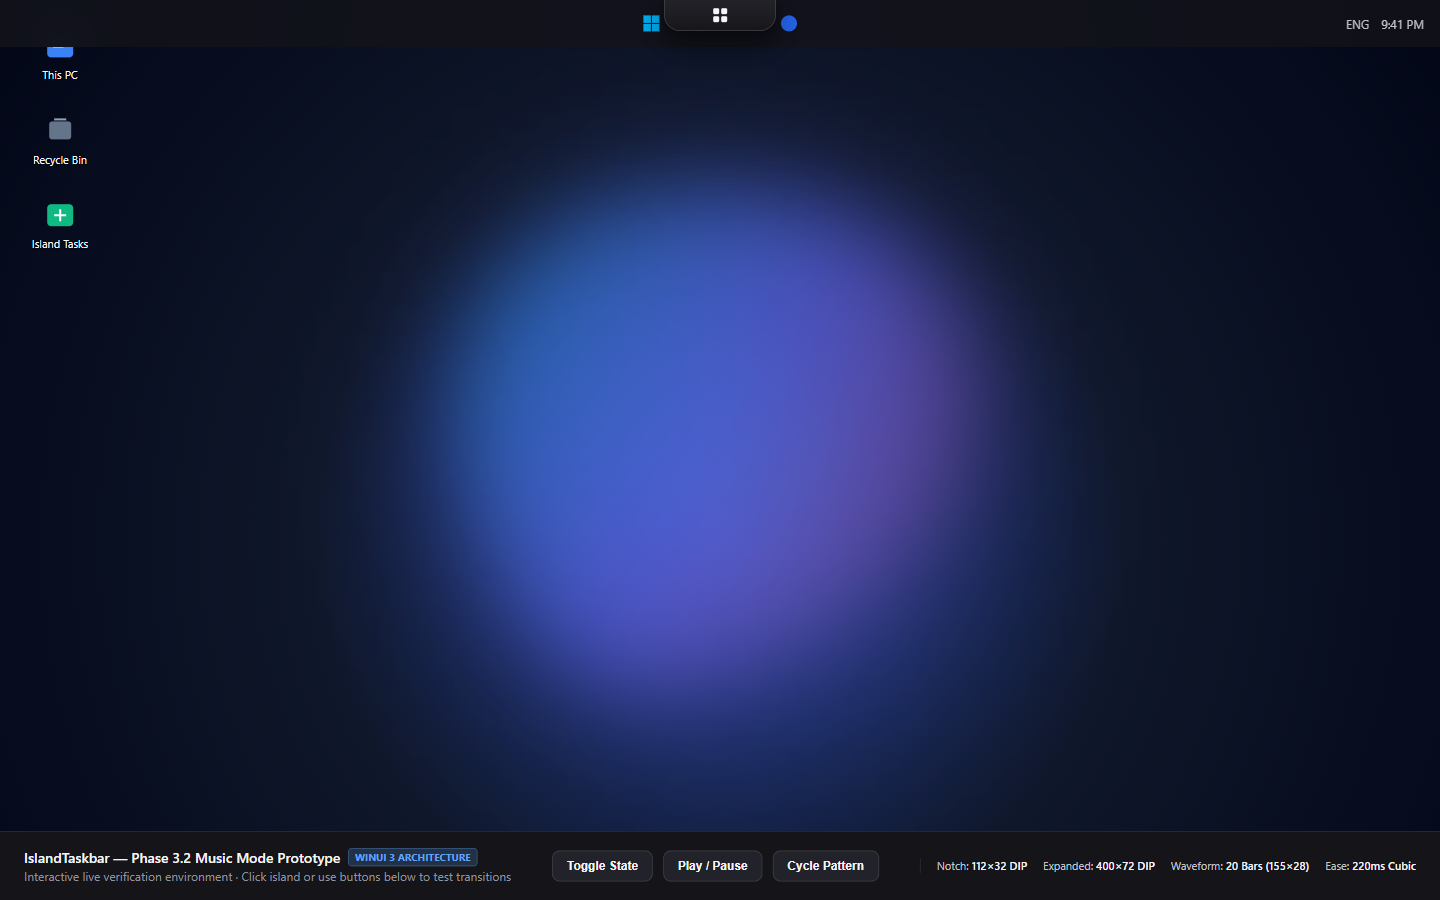 ENG 9:41 PM
This PC
Recycle Bin
Island Tasks
IslandTaskbar — Phase 3.2 Music Mode Prototype WINUI 3 ARCHITECTURE
Interactive live verification environment · Click island or use buttons below to test transitions
Toggle State
Play / Pause
Cycle Pattern
Notch: 112×32 DIP Expanded: 400×72 DIP Waveform: 20 Bars (155×28) Ease: 220ms Cubic